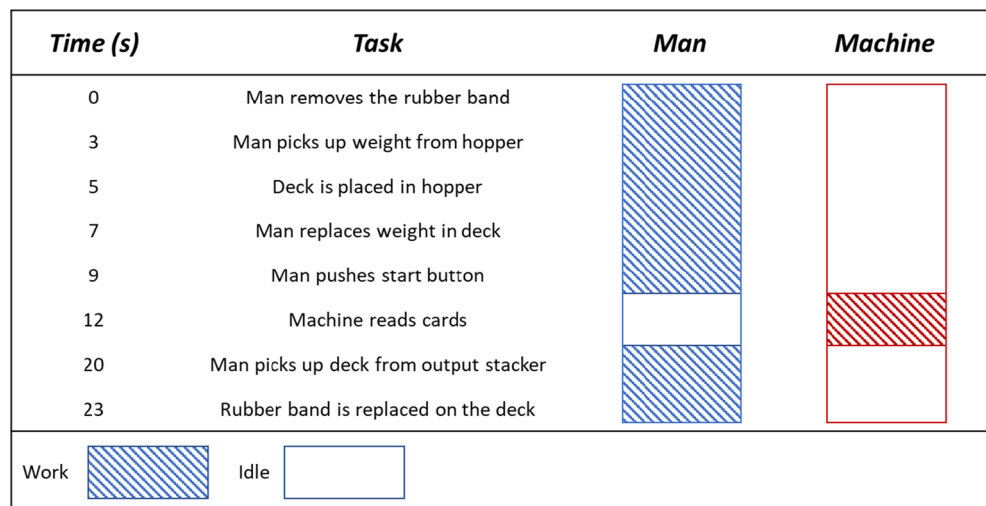 Time (s) Task Man Machine
0 Man removes the rubber band
3 Man picks up weight from hopper
5 Deck is placed in hopper
7 Man replaces weight in deck
9 Man pushes start button
12 Machine reads cards
20 Man picks up deck from output stacker
23 Rubber band is replaced on the deck
Work Idle